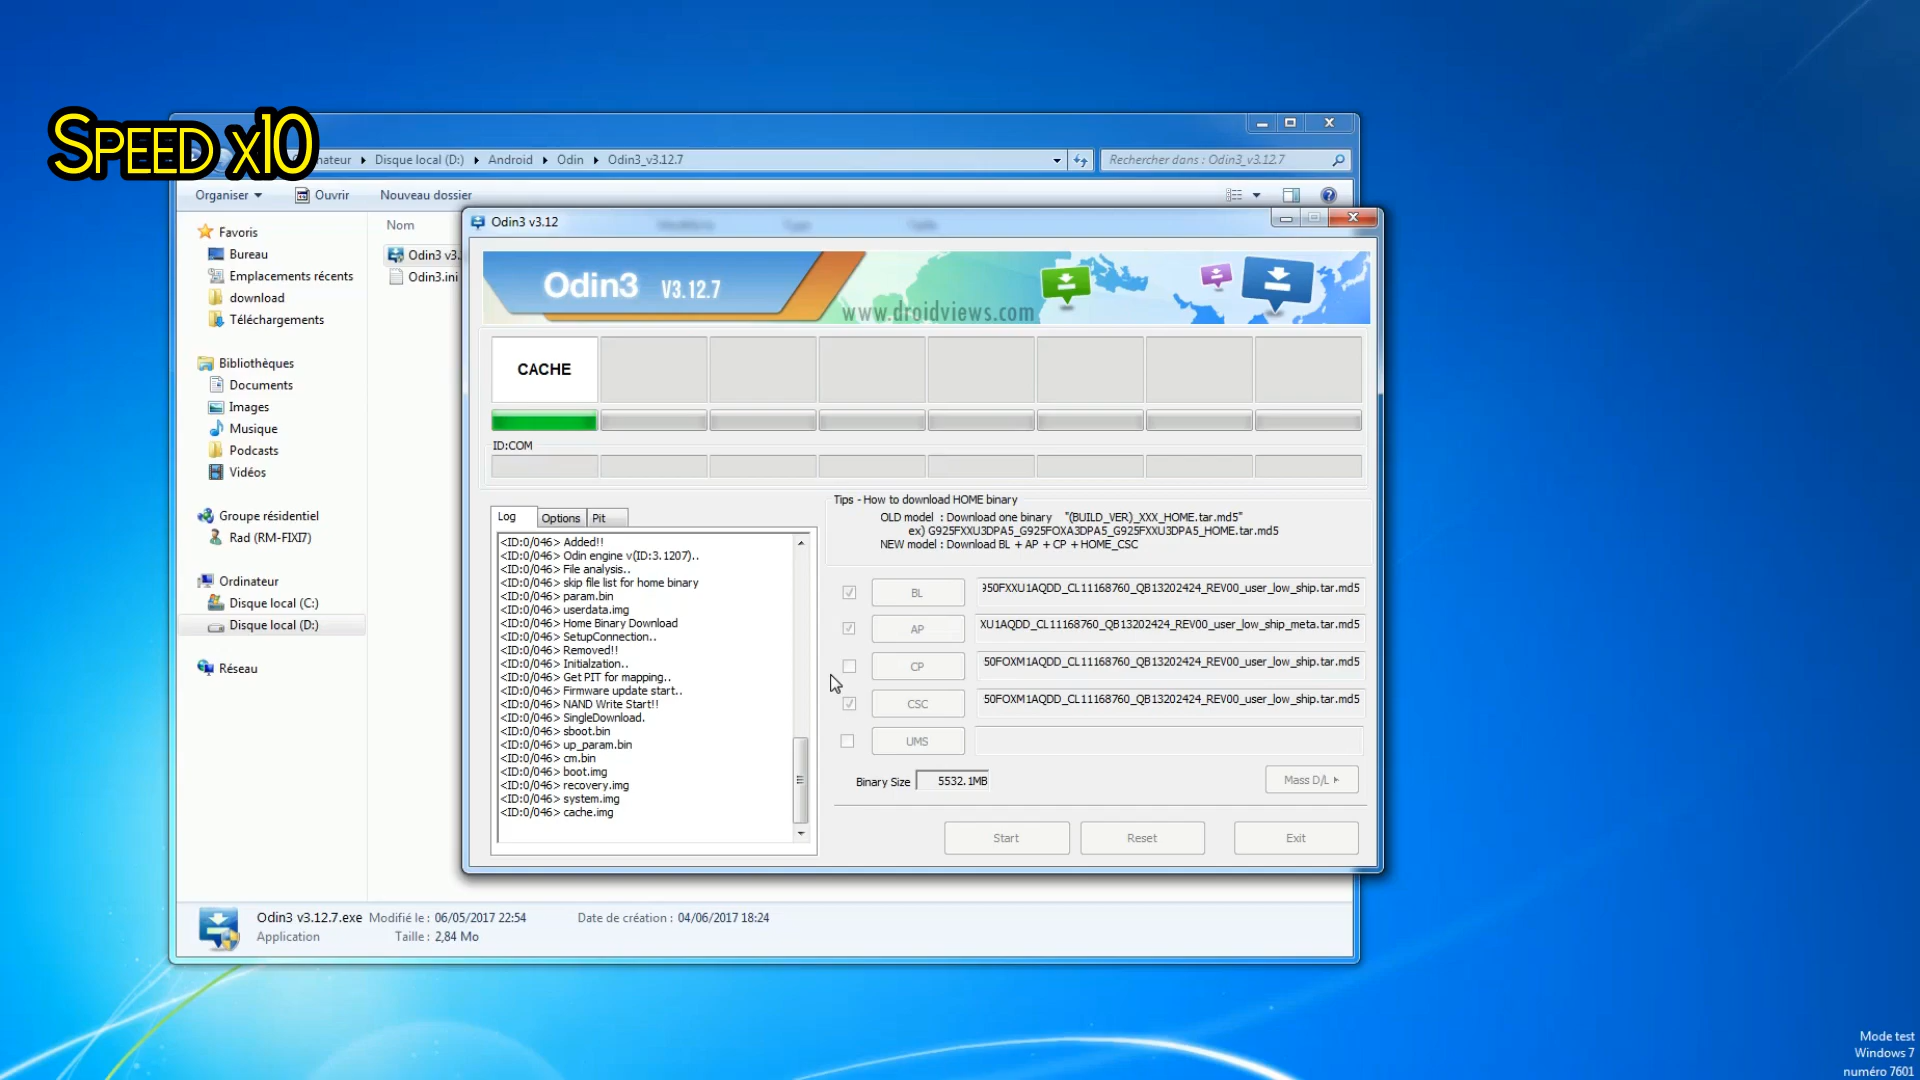 SPEED X10
Disque local (D:) Android Odin Odin3_v3.12.7
Rechercher dans : Odin3_v3.12.7
Organiser Ouvrir Nouveau dossier
Nom
Favoris
Bureau
Emplacements récents
download
Téléchargements
Bibliothèques
Documents
Images
Musique
Podcasts
Vidéos
Groupe résidentiel
Rad (RM-FIXI7)
Ordinateur
Disque local (C:)
Disque local (D:)
Réseau
Odin3 v3.
Odin3.ini
Odin3 v3.12
Odin3 V3.12.7
www.droidviews.com
CACHE
ID:COM
Log Options Pit
<ID:0/046> Added!!
<ID:0/046> Odin engine v(ID:3.1207)..
<ID:0/046> File analysis..
<ID:0/046> skip file list for home binary
<ID:0/046> param.bin
<ID:0/046> userdata.img
<ID:0/046> Home Binary Download
<ID:0/046> SetupConnection..
<ID:0/046> Removed!!
<ID:0/046> Initialzation..
<ID:0/046> Get PIT for mapping..
<ID:0/046> Firmware update start..
<ID:0/046> NAND Write Start!!
<ID:0/046> SingleDownload.
<ID:0/046> sboot.bin
<ID:0/046> up_param.bin
<ID:0/046> cm.bin
<ID:0/046> boot.img
<ID:0/046> recovery.img
<ID:0/046> system.img
<ID:0/046> cache.img
Tips - How to download HOME binary
OLD model : Download one binary "(BUILD_VER)_XXX_HOME.tar.md5"
ex) G925FXXU3DPA5_G925FOXA3DPA5_G925FXXU3DPA5_HOME.tar.md5
NEW model : Download BL + AP + CP + HOME_CSC
BL 950FXXU1AQDD_CL11168760_QB13202424_REV00_user_low_ship.tar.md5
AP XU1AQDD_CL11168760_QB13202424_REV00_user_low_ship_meta.tar.md5
CP 50FOXM1AQDD_CL11168760_QB13202424_REV00_user_low_ship.tar.md5
CSC 50FOXM1AQDD_CL11168760_QB13202424_REV00_user_low_ship.tar.md5
UMS
Binary Size 5532.1MB
Mass D/L
Start Reset Exit
Odin3 v3.12.7.exe Modifié le : 06/05/2017 22:54 Date de création : 04/06/2017 18:24
Application Taille : 2,84 Mo
Mode test
Windows 7
numéro 7601